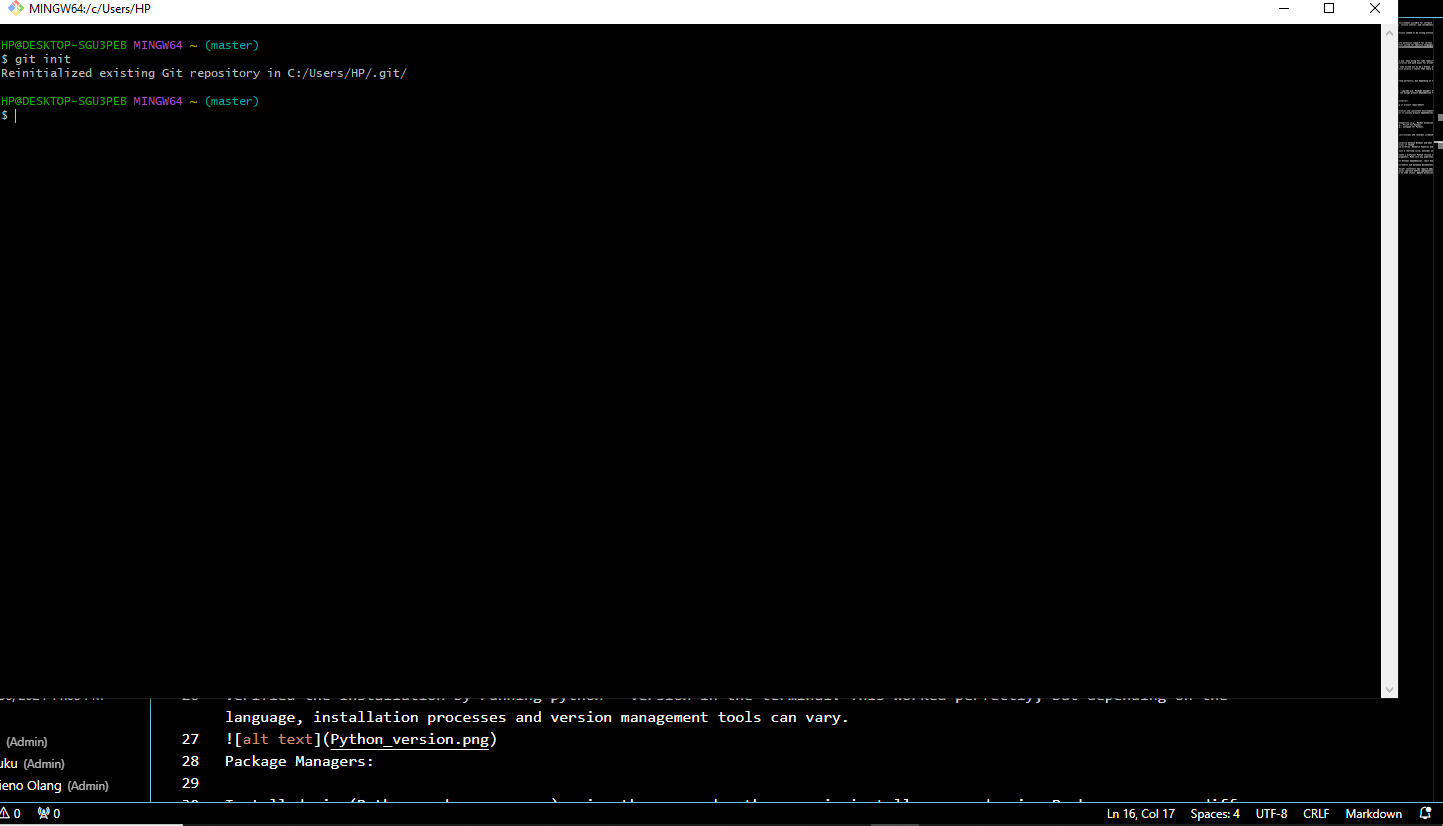 MINGW64:/c/Users/HP
HP@DESKTOP-SGU3PEB MINGW64 ~ (master)
$ git init
Reinitialized existing Git repository in C:/Users/HP/.git/
HP@DESKTOP-SGU3PEB MINGW64 ~ (master)
$
language, installation processes and version management tools can vary.
27 ![alt text](Python_version.png)
(Admin)
28 Package Managers:
uku (Admin)
29
ieno Olang (Admin)
0 0 Ln 16, Col 17 Spaces: 4 UTF-8 CRLF Markdown